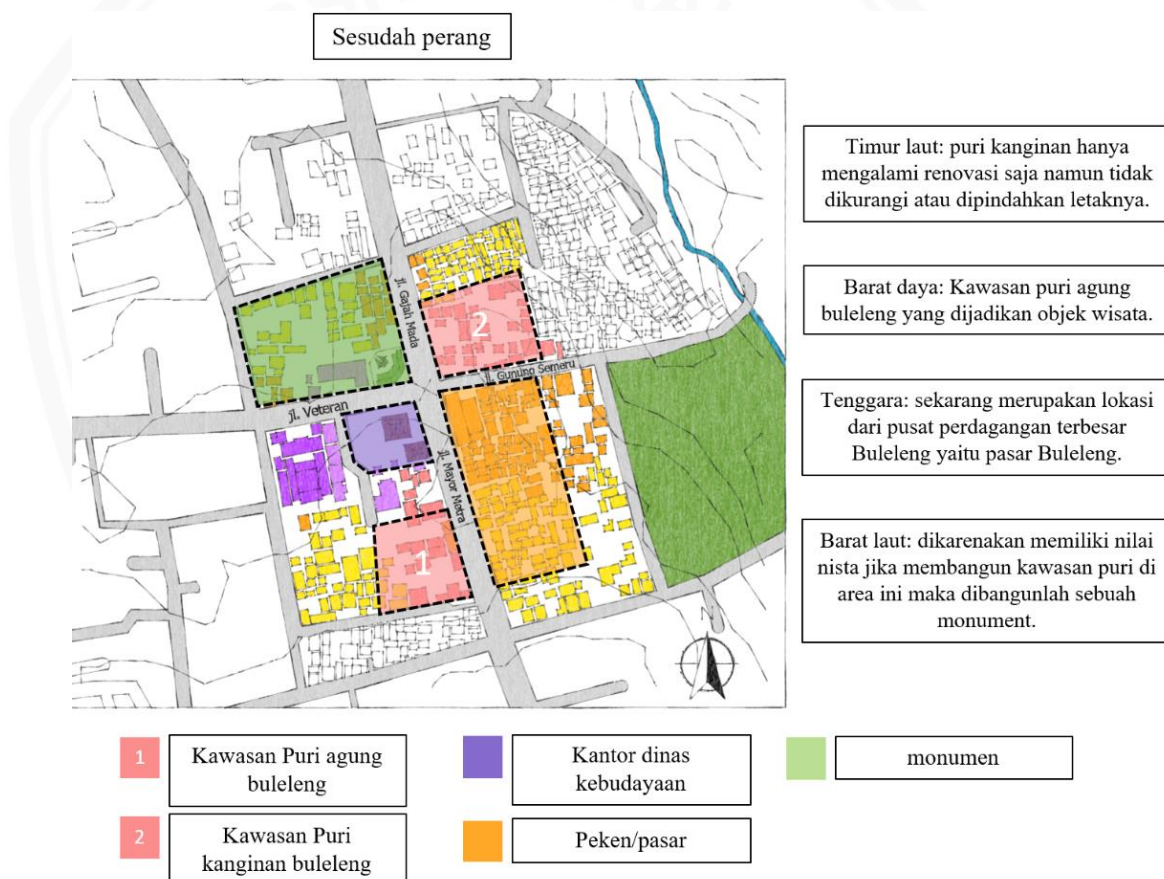 Sesudah perang
jl. Gajah Mada
2
jl. Gunung Semeru
jl. Veteran
jl. Mayor Metra
1
Timur laut: puri kanginan hanya
mengalami renovasi saja namun tidak
dikurangi atau dipindahkan letaknya.
Barat daya: Kawasan puri agung
buleleng yang dijadikan objek wisata.
Tenggara: sekarang merupakan lokasi
dari pusat perdagangan terbesar
Buleleng yaitu pasar Buleleng.
Barat laut: dikarenakan memiliki nilai
nista jika membangun kawasan puri di
area ini maka dibangunlah sebuah
monument.
1
Kawasan Puri agung
buleleng
2
Kawasan Puri
kanginan buleleng
Kantor dinas
kebudayaan
Peken/pasar
monumen